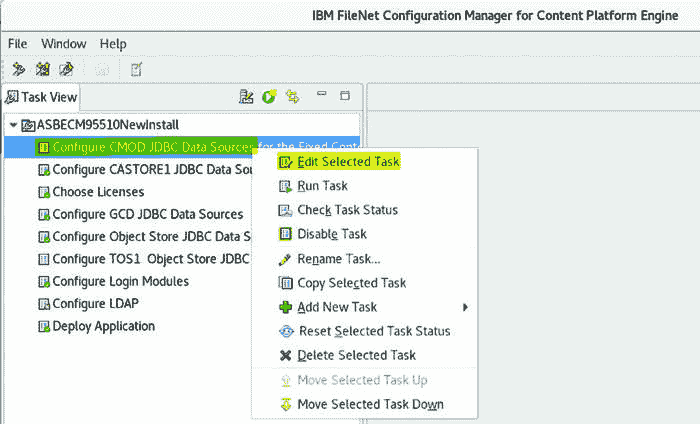 IBM FileNet Configuration Manager for Content Platform Engine
File Window Help
Task View
ASBECM95510NewInstall
Configure CMOD JDBC Data Sources for the Fixed Conte
Configure CASTORE1 JDBC Data Sou
Choose Licenses
Configure GCD JDBC Data Sources
Configure Object Store JDBC Data S
Configure TOS1 Object Store JDBC
Configure Login Modules
Configure LDAP
Deploy Application
Edit Selected Task
Run Task
Check Task Status
Disable Task
Rename Task...
Copy Selected Task
Add New Task
Reset Selected Task Status
Delete Selected Task
Move Selected Task Up
Move Selected Task Down